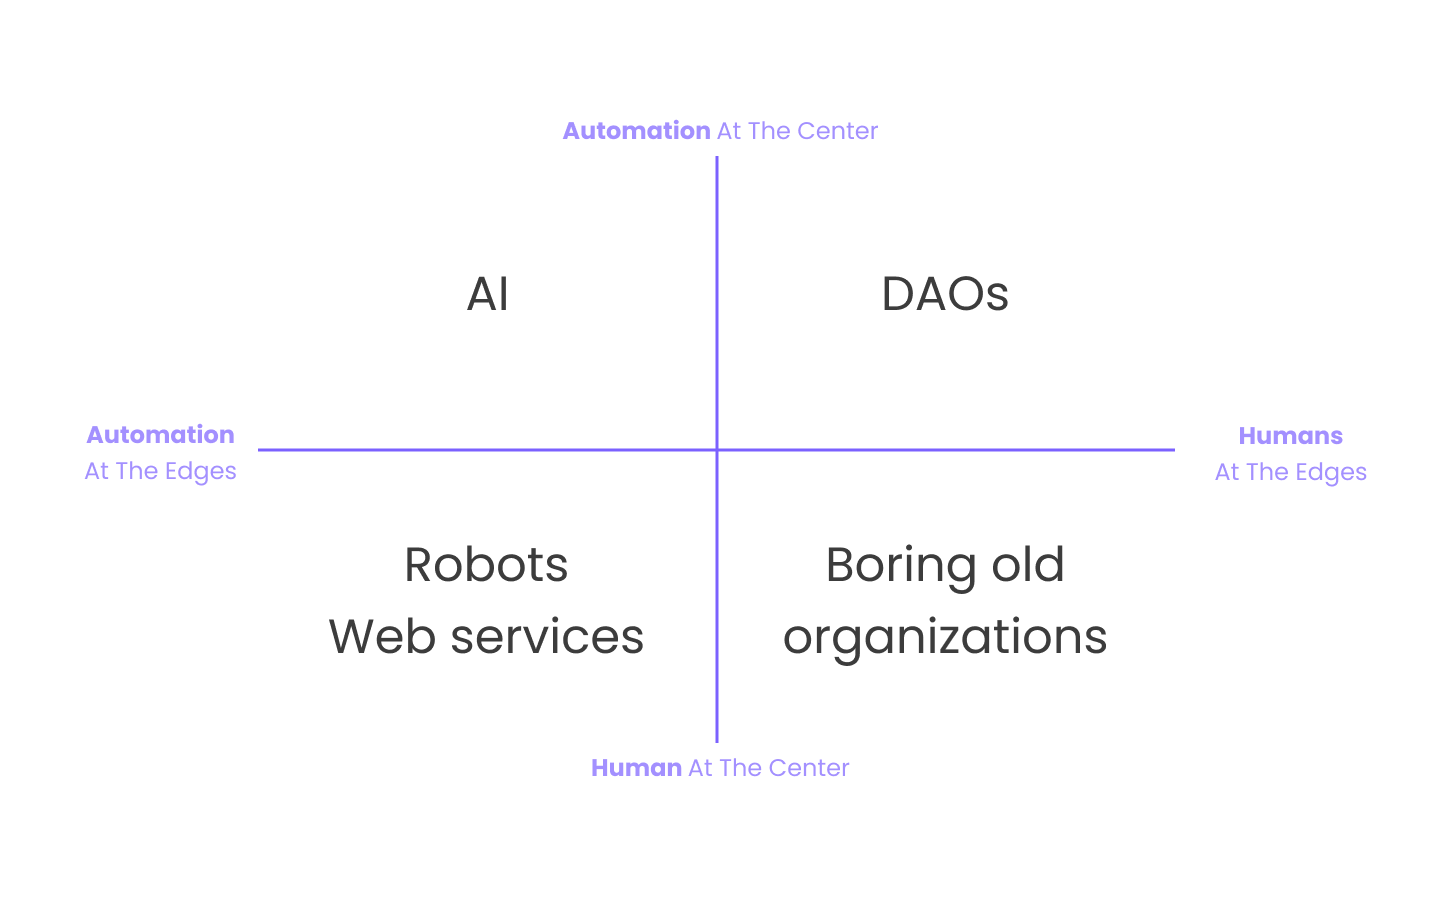 Automation At The Center
AI
DAOs
Automation
At The Edges
Humans
At The Edges
Robots
Web services
Boring old
organizations
Human At The Center